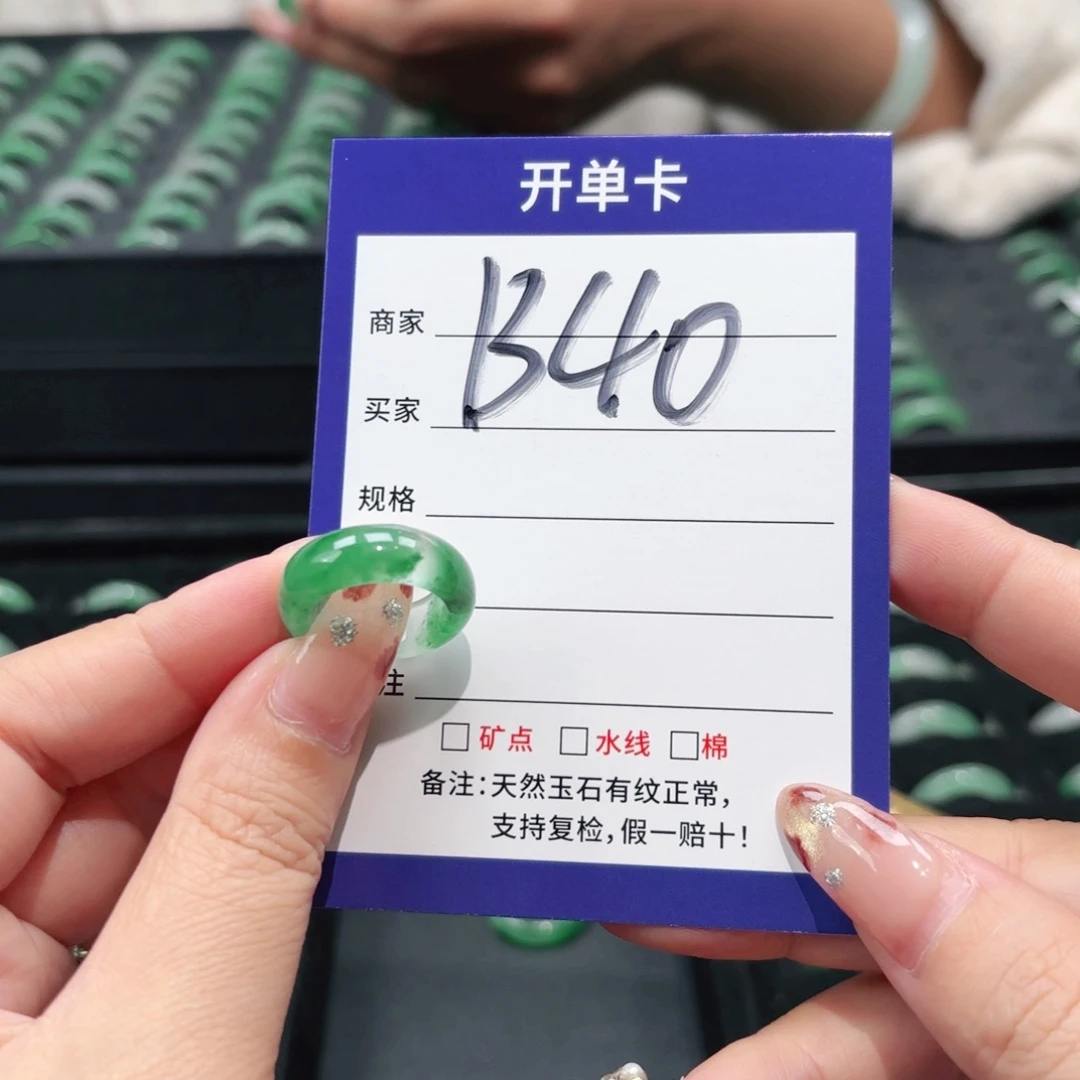 开单卡
B40
商家
买家
规格
注
□ 矿点 □ 水线 □ 棉
备注：天然玉石有纹正常，
支持复检，假一赔十！